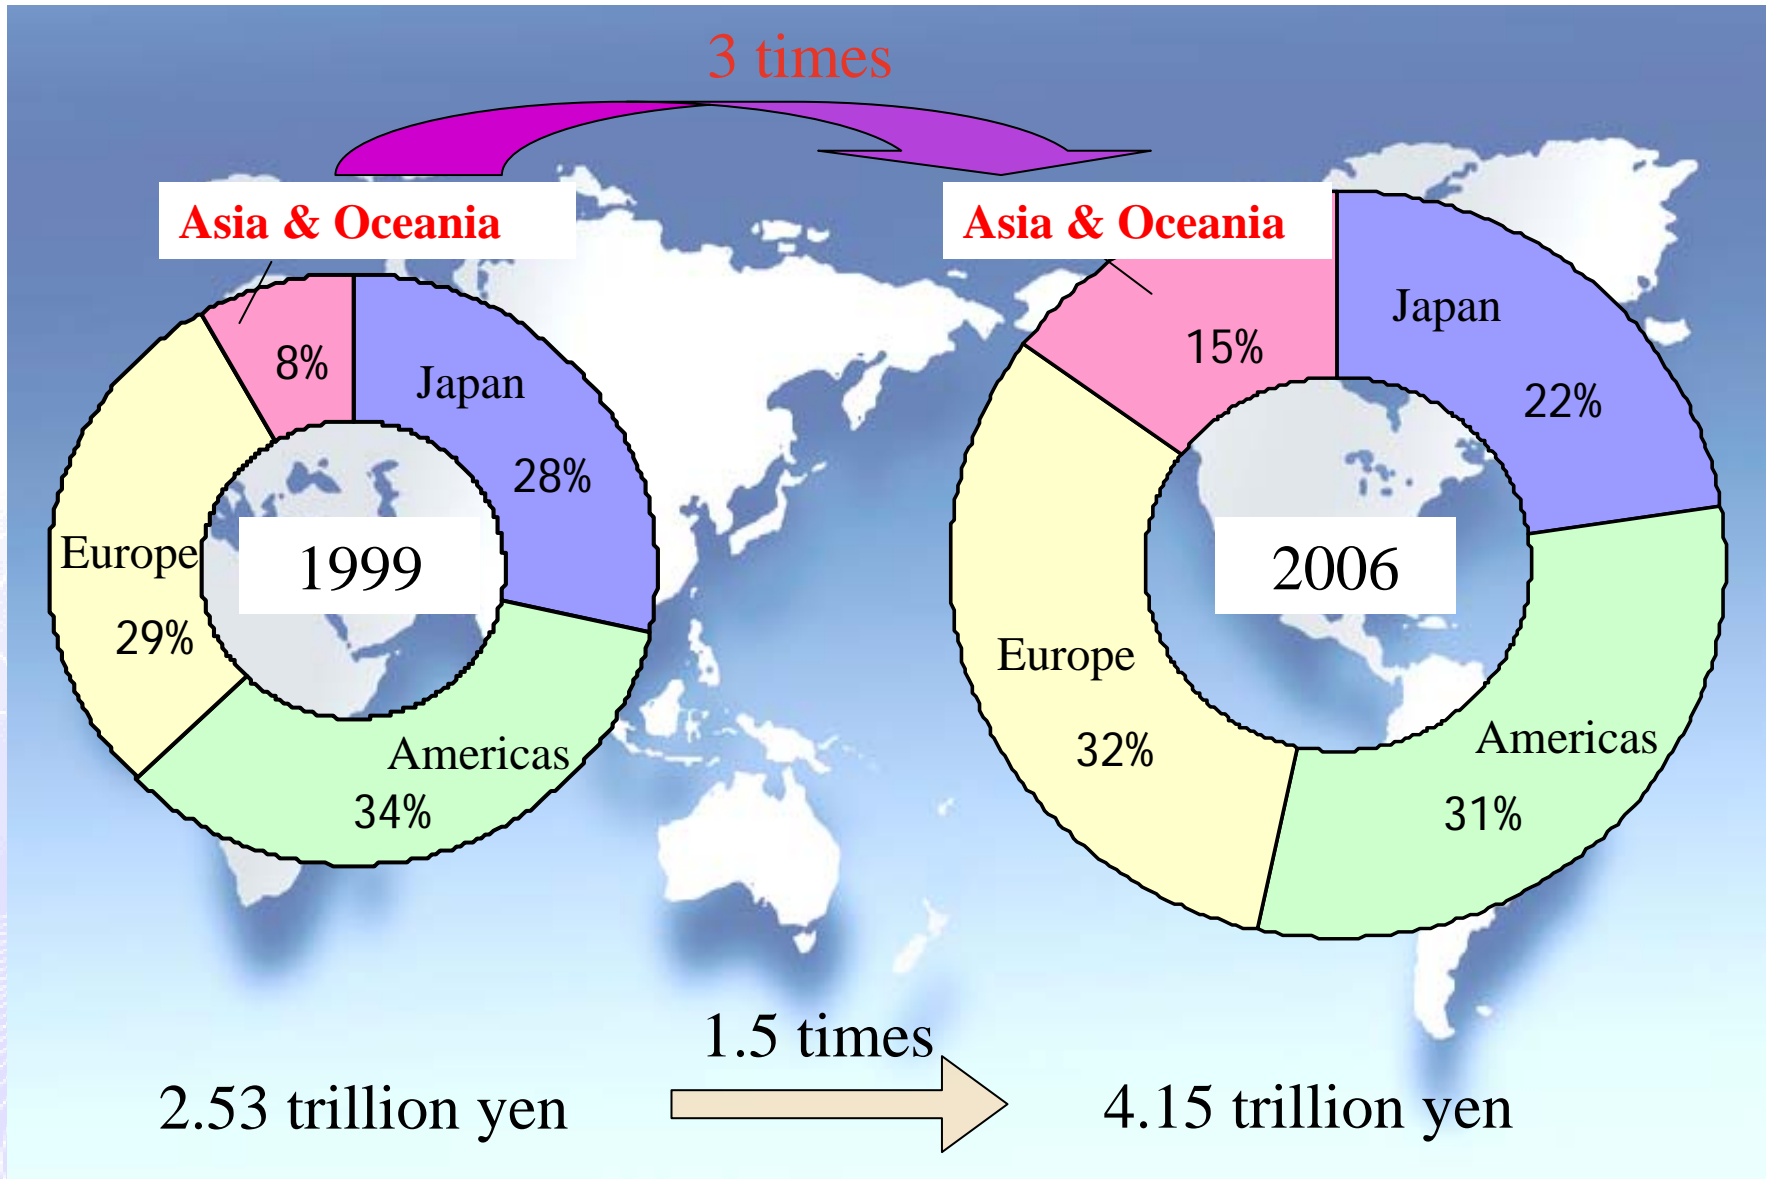 3 times
Asia & Oceania
8%
Japan
28%
Europe
29%
1999
Americas
34%
Asia & Oceania
15%
Japan
22%
2006
Europe
32%
Americas
31%
1.5 times
2.53 trillion yen
4.15 trillion yen